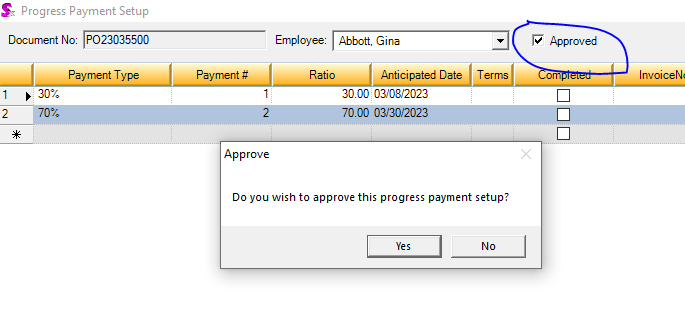 Progress Payment Setup
Document No: PO23035500 Employee: Abbott, Gina Approved
Payment Type Payment # Ratio Anticipated Date Terms Completed InvoiceNo
1 30% 1 30.00 03/08/2023
2 70% 2 70.00 03/30/2023
Approve
Do you wish to approve this progress payment setup?
Yes No